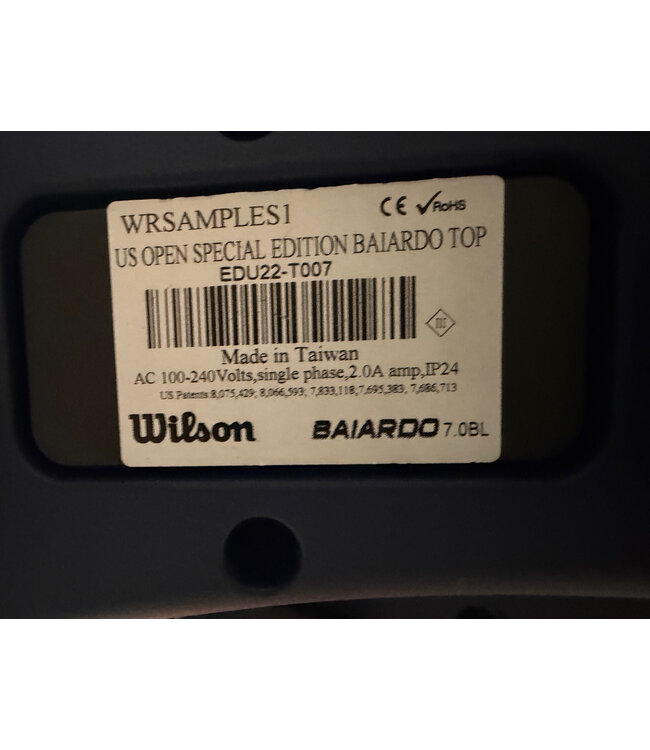 WRSAMPLES1
CE ✓RoHS
US OPEN SPECIAL EDITION BAIARDO TOP
EDU22-T007
Made in Taiwan
AC 100-240Volts,single phase,2.0A amp,IP24
US Patents:8,075,429; 8,066,593; 7,833,118;7,695,383; 7,686,713
Wilson
BAIARDO 7.0BL